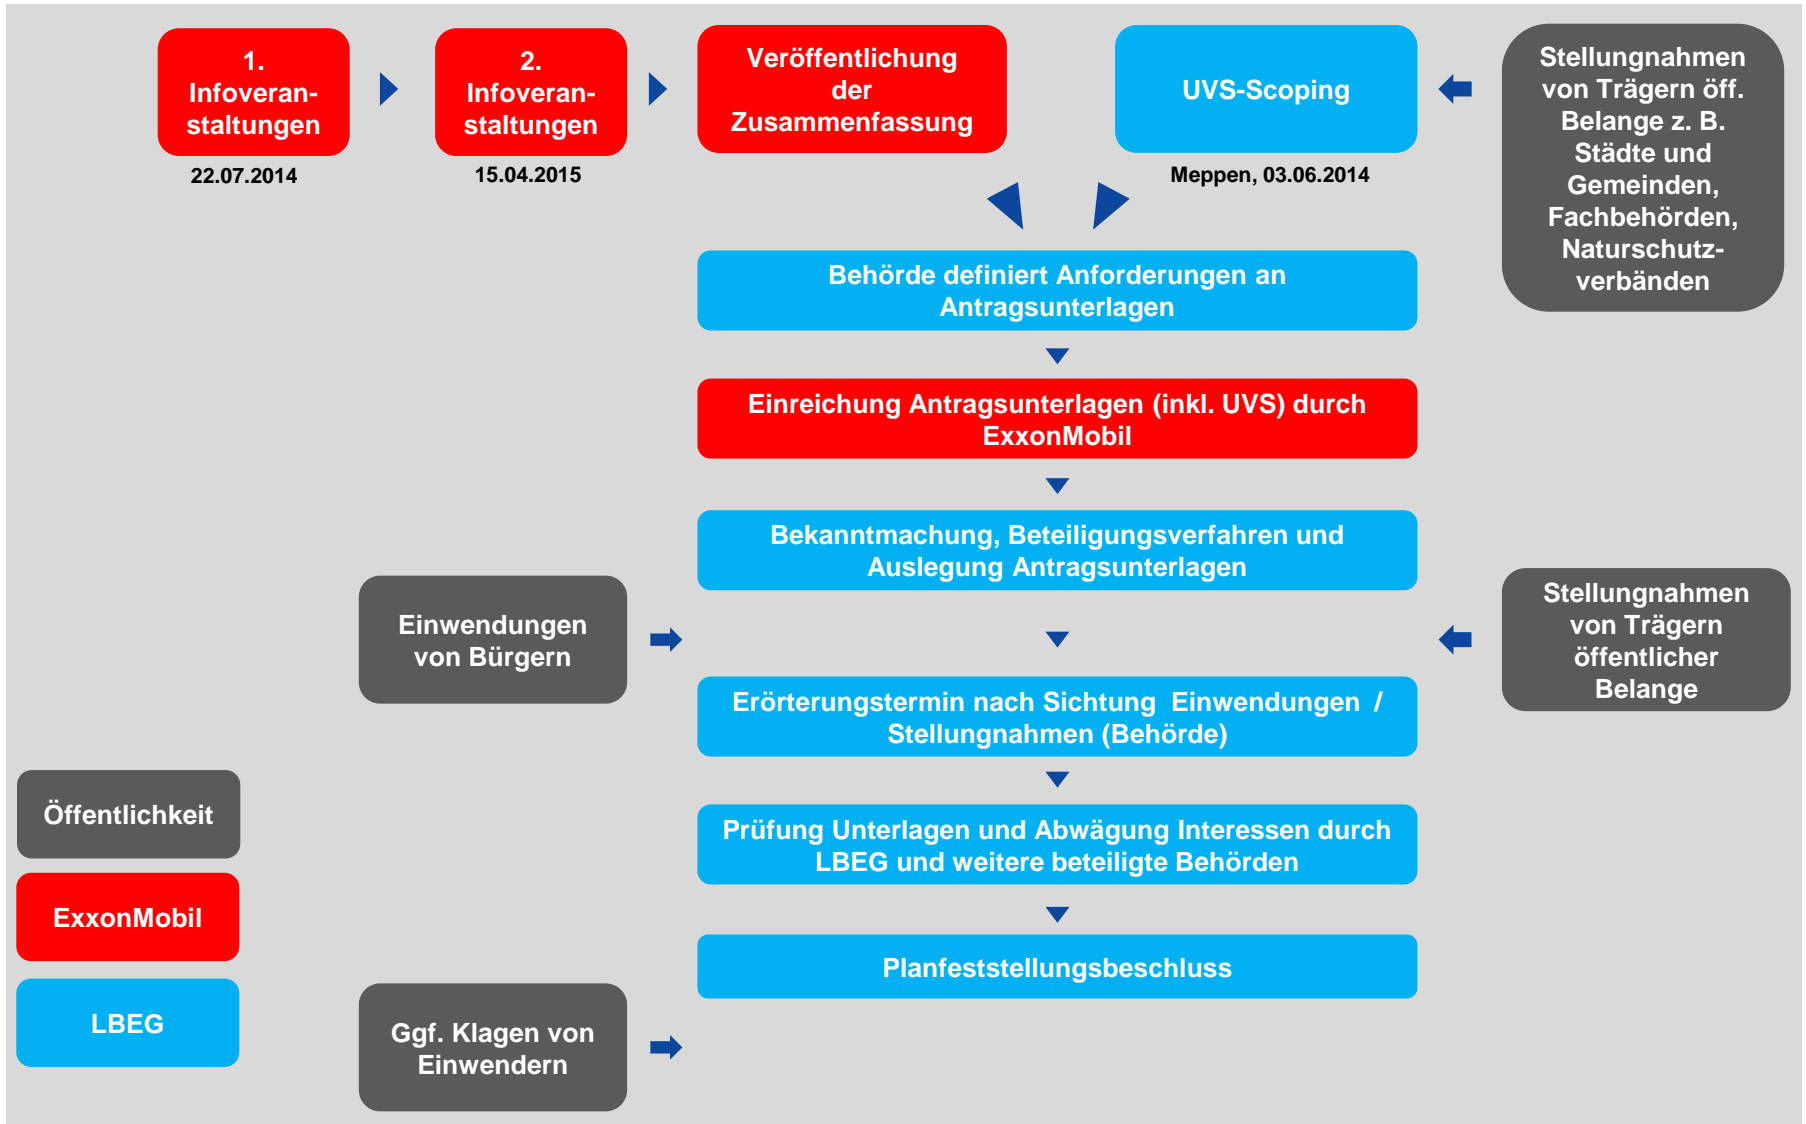 1.
Infoveran-
staltungen
22.07.2014
2.
Infoveran-
staltungen
15.04.2015
Veröffentlichung
der
Zusammenfassung
UVS-Scoping
Meppen, 03.06.2014
Stellungnahmen
von Trägern öff.
Belange z. B.
Städte und
Gemeinden,
Fachbehörden,
Naturschutz-
verbänden
Behörde definiert Anforderungen an
Antragsunterlagen
Einreichung Antragsunterlagen (inkl. UVS) durch
ExxonMobil
Bekanntmachung, Beteiligungsverfahren und
Auslegung Antragsunterlagen
Einwendungen
von Bürgern
Stellungnahmen
von Trägern
öffentlicher
Belange
Erörterungstermin nach Sichtung Einwendungen /
Stellungnahmen (Behörde)
Prüfung Unterlagen und Abwägung Interessen durch
LBEG und weitere beteiligte Behörden
Planfeststellungsbeschluss
Ggf. Klagen von
Einwendern
Öffentlichkeit
ExxonMobil
LBEG